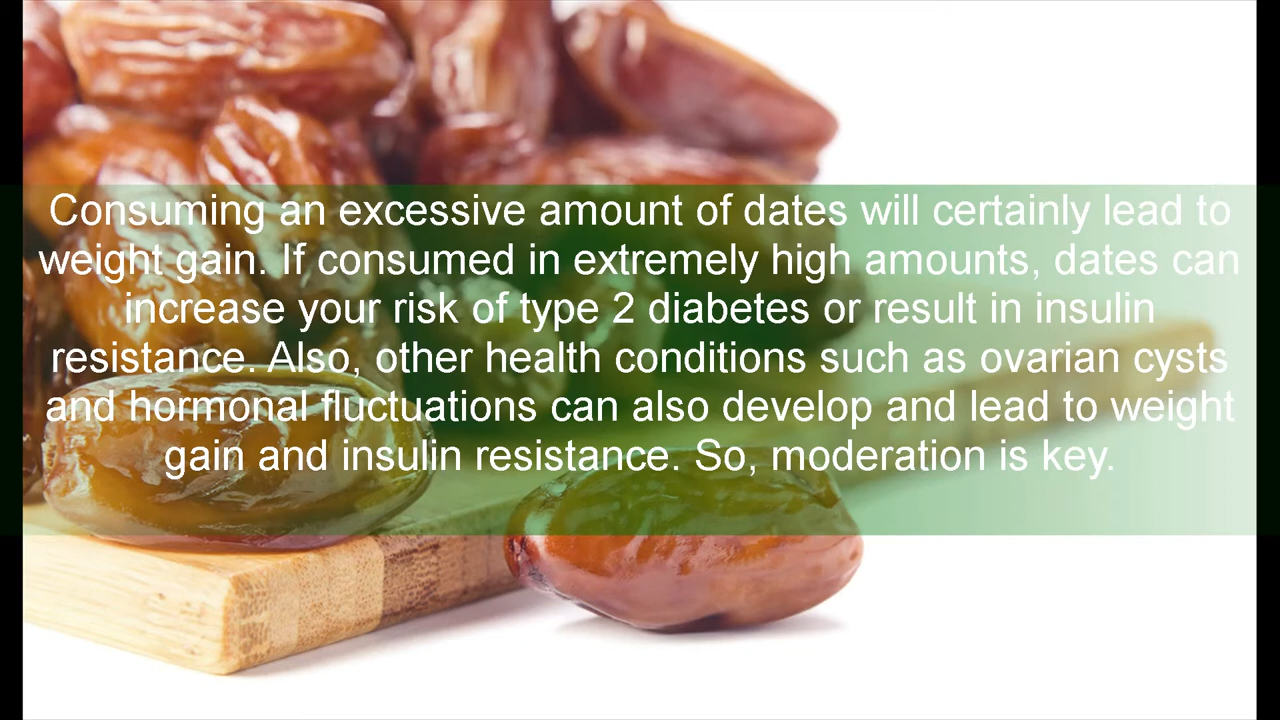 Consuming an excessive amount of dates will certainly lead to
weight gain. If consumed in extremely high amounts, dates can
increase your risk of type 2 diabetes or result in insulin
resistance. Also, other health conditions such as ovarian cysts
and hormonal fluctuations can also develop and lead to weight
gain and insulin resistance. So, moderation is key.